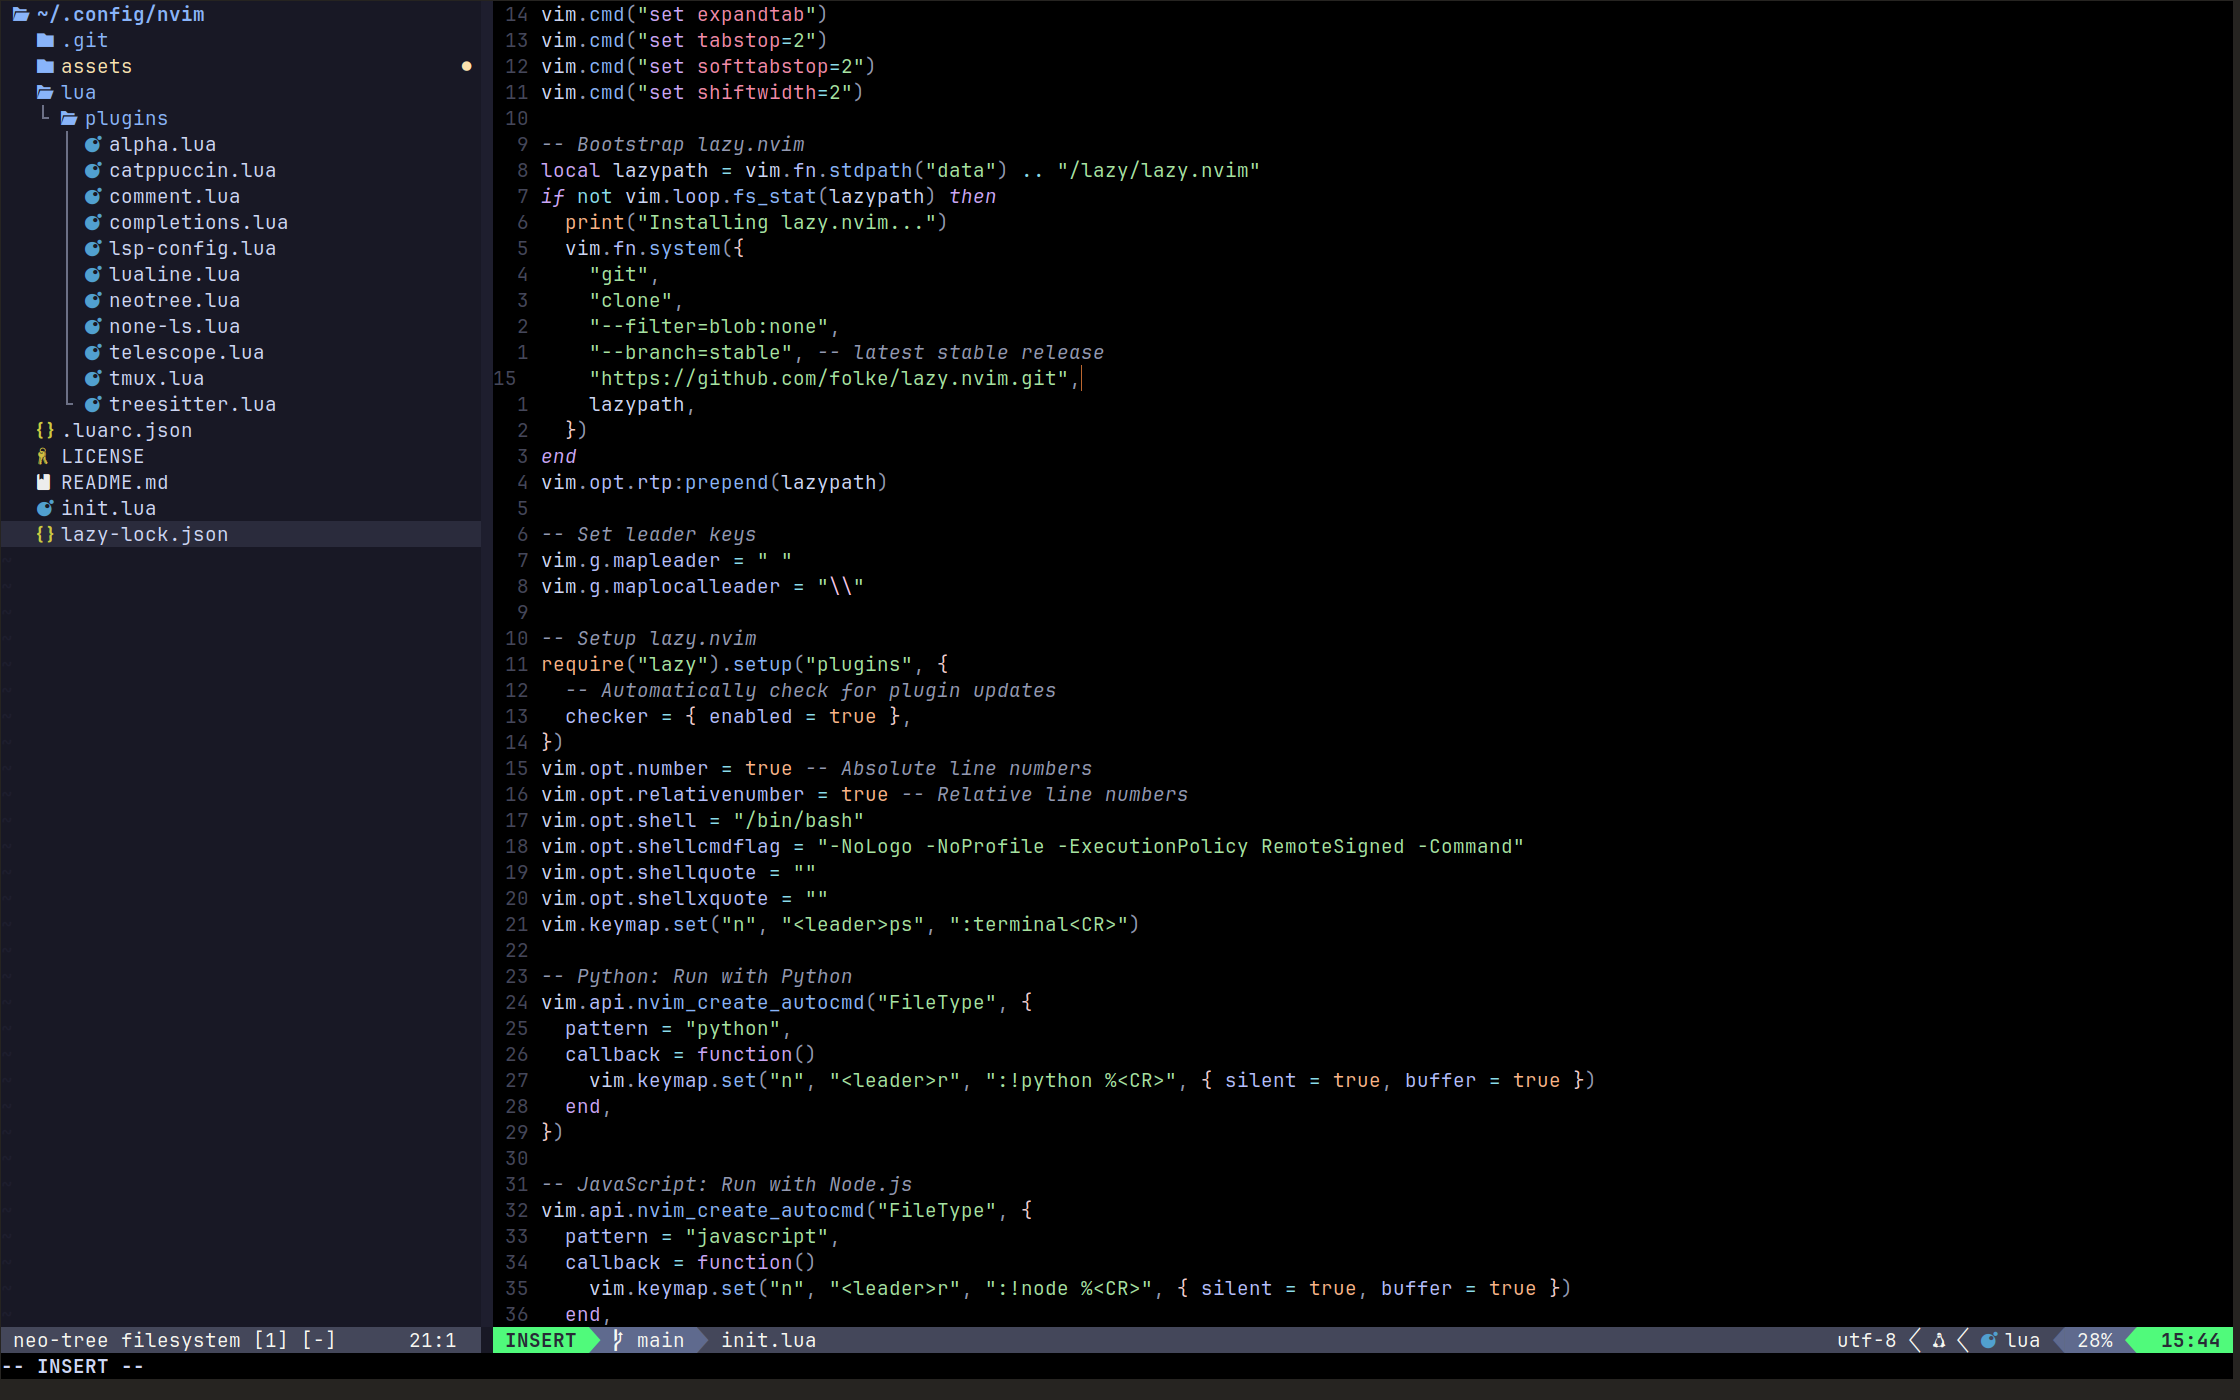 ~/.config/nvim
.git
assets
lua
plugins
alpha.lua
catppuccin.lua
comment.lua
completions.lua
lsp-config.lua
lualine.lua
neotree.lua
none-ls.lua
telescope.lua
tmux.lua
treesitter.lua
{} .luarc.json
LICENSE
README.md
init.lua
{} lazy-lock.json
neo-tree filesystem [1] [-] 21:1
14 vim.cmd("set expandtab")
13 vim.cmd("set tabstop=2")
12 vim.cmd("set softtabstop=2")
11 vim.cmd("set shiftwidth=2")
10
9 -- Bootstrap lazy.nvim
8 local lazypath = vim.fn.stdpath("data") .. "/lazy/lazy.nvim"
7 if not vim.loop.fs_stat(lazypath) then
6   print("Installing lazy.nvim...")
5   vim.fn.system({
4     "git",
3     "clone",
2     "--filter=blob:none",
1     "--branch=stable", -- latest stable release
15     "https://github.com/folke/lazy.nvim.git",
1     lazypath,
2   })
3 end
4 vim.opt.rtp:prepend(lazypath)
5
6 -- Set leader keys
7 vim.g.mapleader = " "
8 vim.g.maplocalleader = "\\"
9
10 -- Setup lazy.nvim
11 require("lazy").setup("plugins", {
12   -- Automatically check for plugin updates
13   checker = { enabled = true },
14 })
15 vim.opt.number = true -- Absolute line numbers
16 vim.opt.relativenumber = true -- Relative line numbers
17 vim.opt.shell = "/bin/bash"
18 vim.opt.shellcmdflag = "-NoLogo -NoProfile -ExecutionPolicy RemoteSigned -Command"
19 vim.opt.shellquote = ""
20 vim.opt.shellxquote = ""
21 vim.keymap.set("n", "<leader>ps", ":terminal<CR>")
22
23 -- Python: Run with Python
24 vim.api.nvim_create_autocmd("FileType", {
25   pattern = "python",
26   callback = function()
27     vim.keymap.set("n", "<leader>r", ":!python %<CR>", { silent = true, buffer = true })
28   end,
29 })
30
31 -- JavaScript: Run with Node.js
32 vim.api.nvim_create_autocmd("FileType", {
33   pattern = "javascript",
34   callback = function()
35     vim.keymap.set("n", "<leader>r", ":!node %<CR>", { silent = true, buffer = true })
36   end,
INSERT main init.lua utf-8 lua 28% 15:44
-- INSERT --